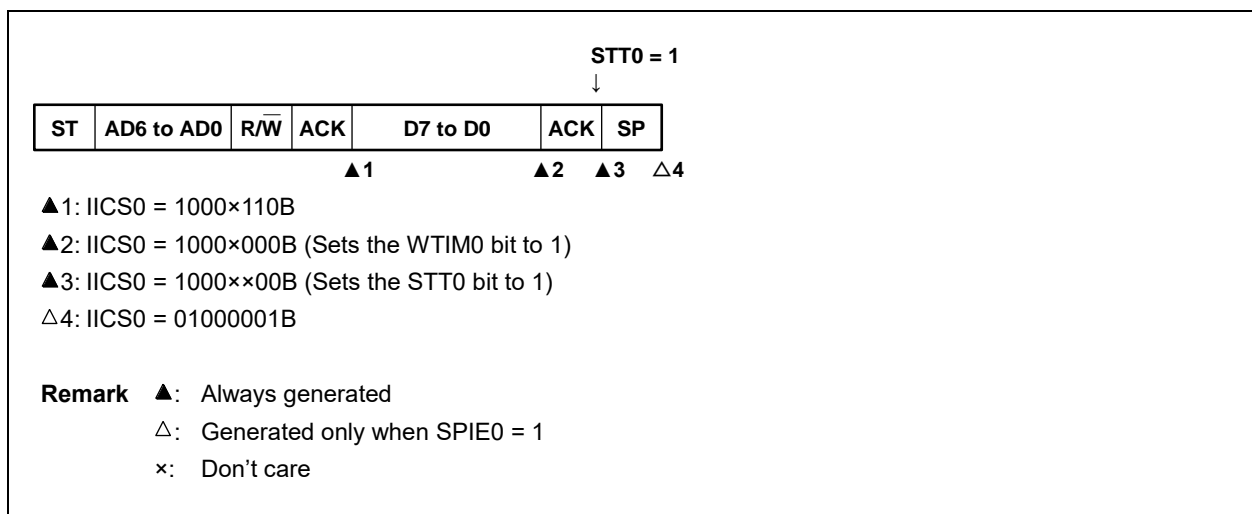 STT0 = 1
↓
ST AD6 to AD0 R/W̅ ACK D7 to D0 ACK SP
▲1 ▲2 ▲3 △4
▲1: IICS0 = 1000×110B
▲2: IICS0 = 1000×000B (Sets the WTIM0 bit to 1)
▲3: IICS0 = 1000××00B (Sets the STT0 bit to 1)
△4: IICS0 = 01000001B
Remark ▲: Always generated
△: Generated only when SPIE0 = 1
×: Don’t care